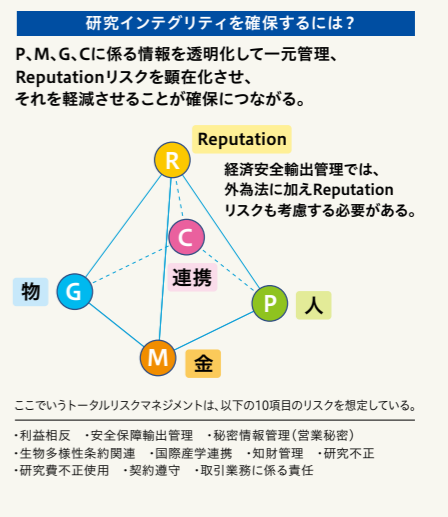 研究インテグリティを確保するには？
P、M、G、Cに係る情報を透明化して一元管理、
Reputationリスクを顕在化させ、
それを軽減させることが確保につながる。
Reputation
R
経済安全輸出管理では、
外為法に加えReputation
リスクも考慮する必要がある。
C
連携
物
G
P
人
M
金
ここでいうトータルリスクマネジメントは、以下の10項目のリスクを想定している。
・利益相反 ・安全保障輸出管理 ・秘密情報管理（営業秘密）
・生物多様性条約関連 ・国際産学連携 ・知財管理 ・研究不正
・研究費不正使用 ・契約遵守 ・取引業務に係る責任